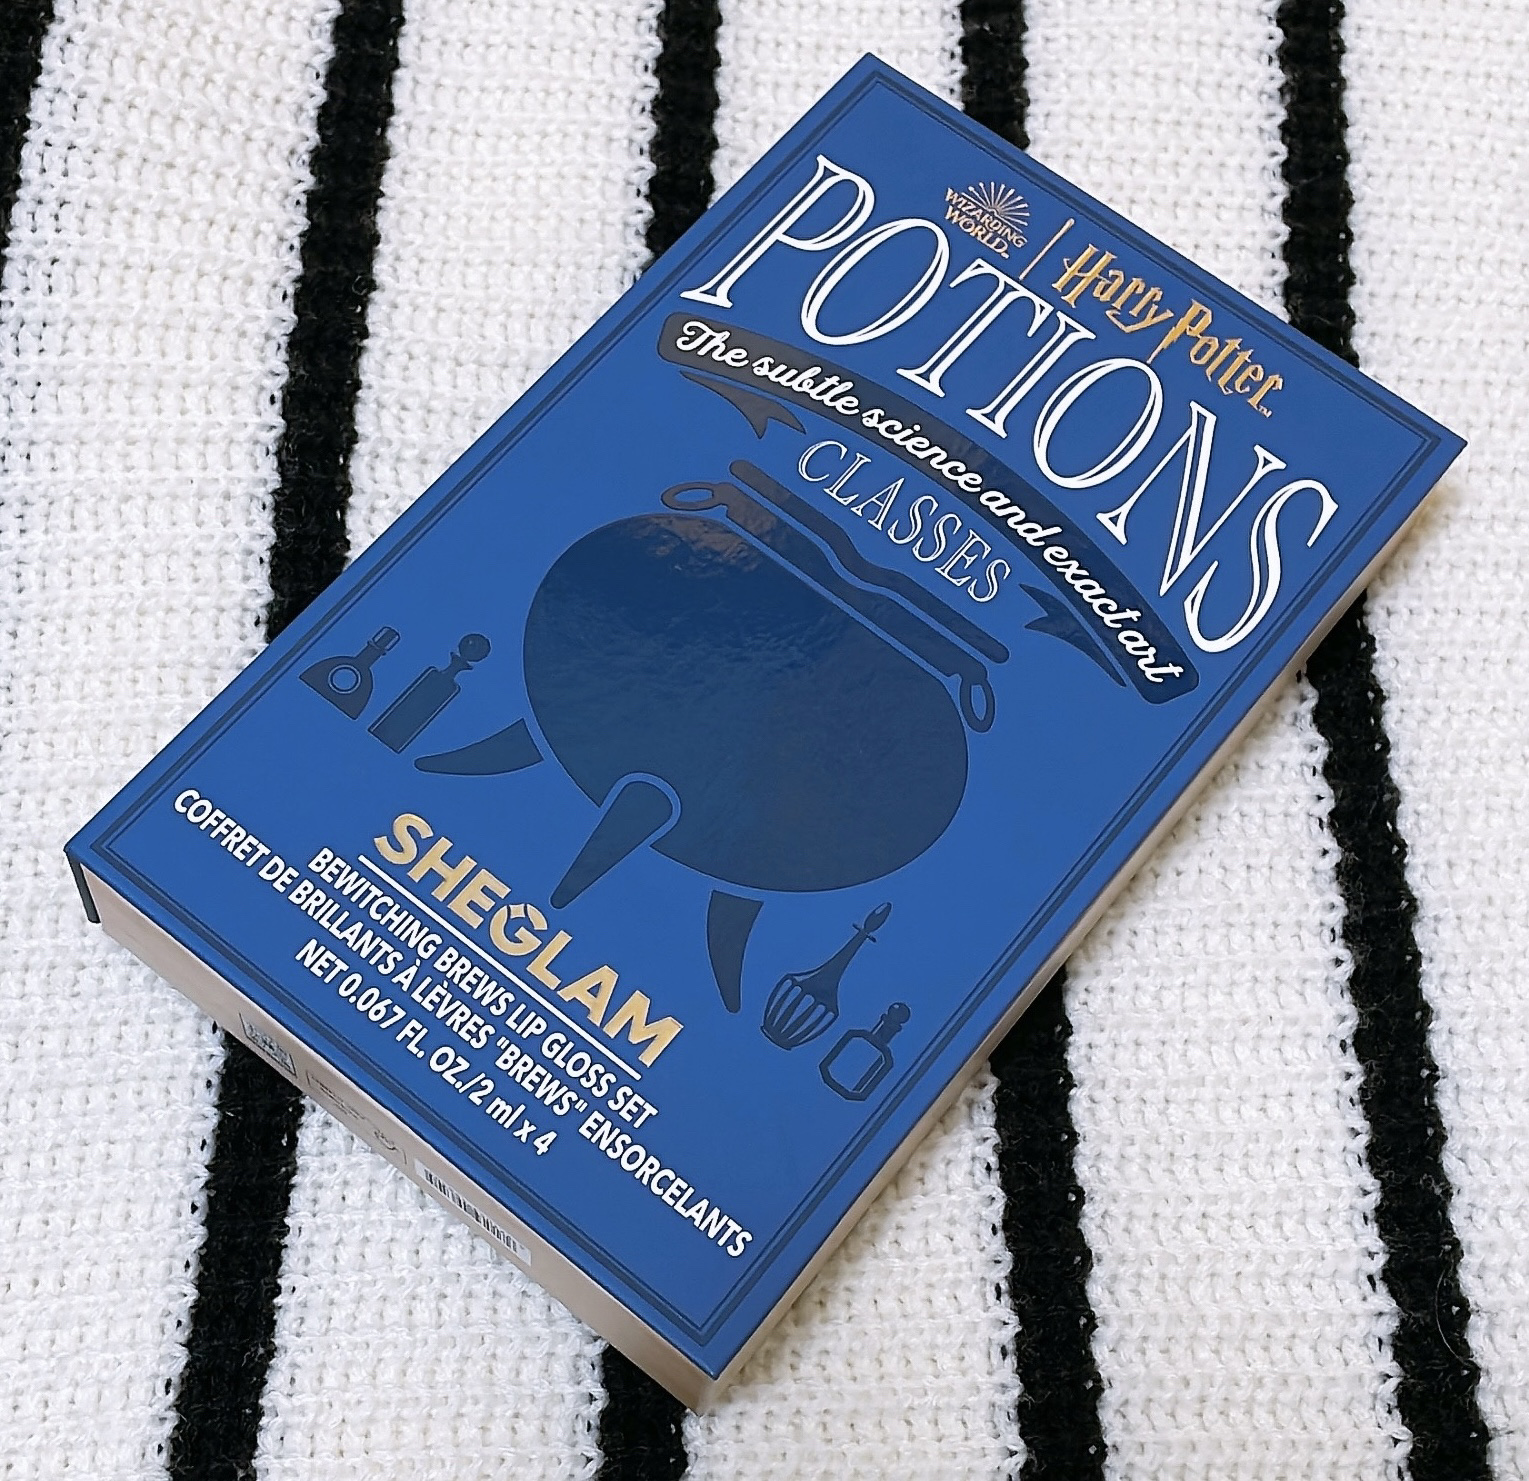 WIZARDING
WORLD
Harry Potter
POTIONS
The subtle science and exact art
CLASSES
SHEGLAM
BEWITCHING BREWS LIP GLOSS SET
COFFRET DE BRILLANTS À LÈVRES "BREWS" ENSORCELANTS
NET 0.067 FL. OZ./2 ml x 4